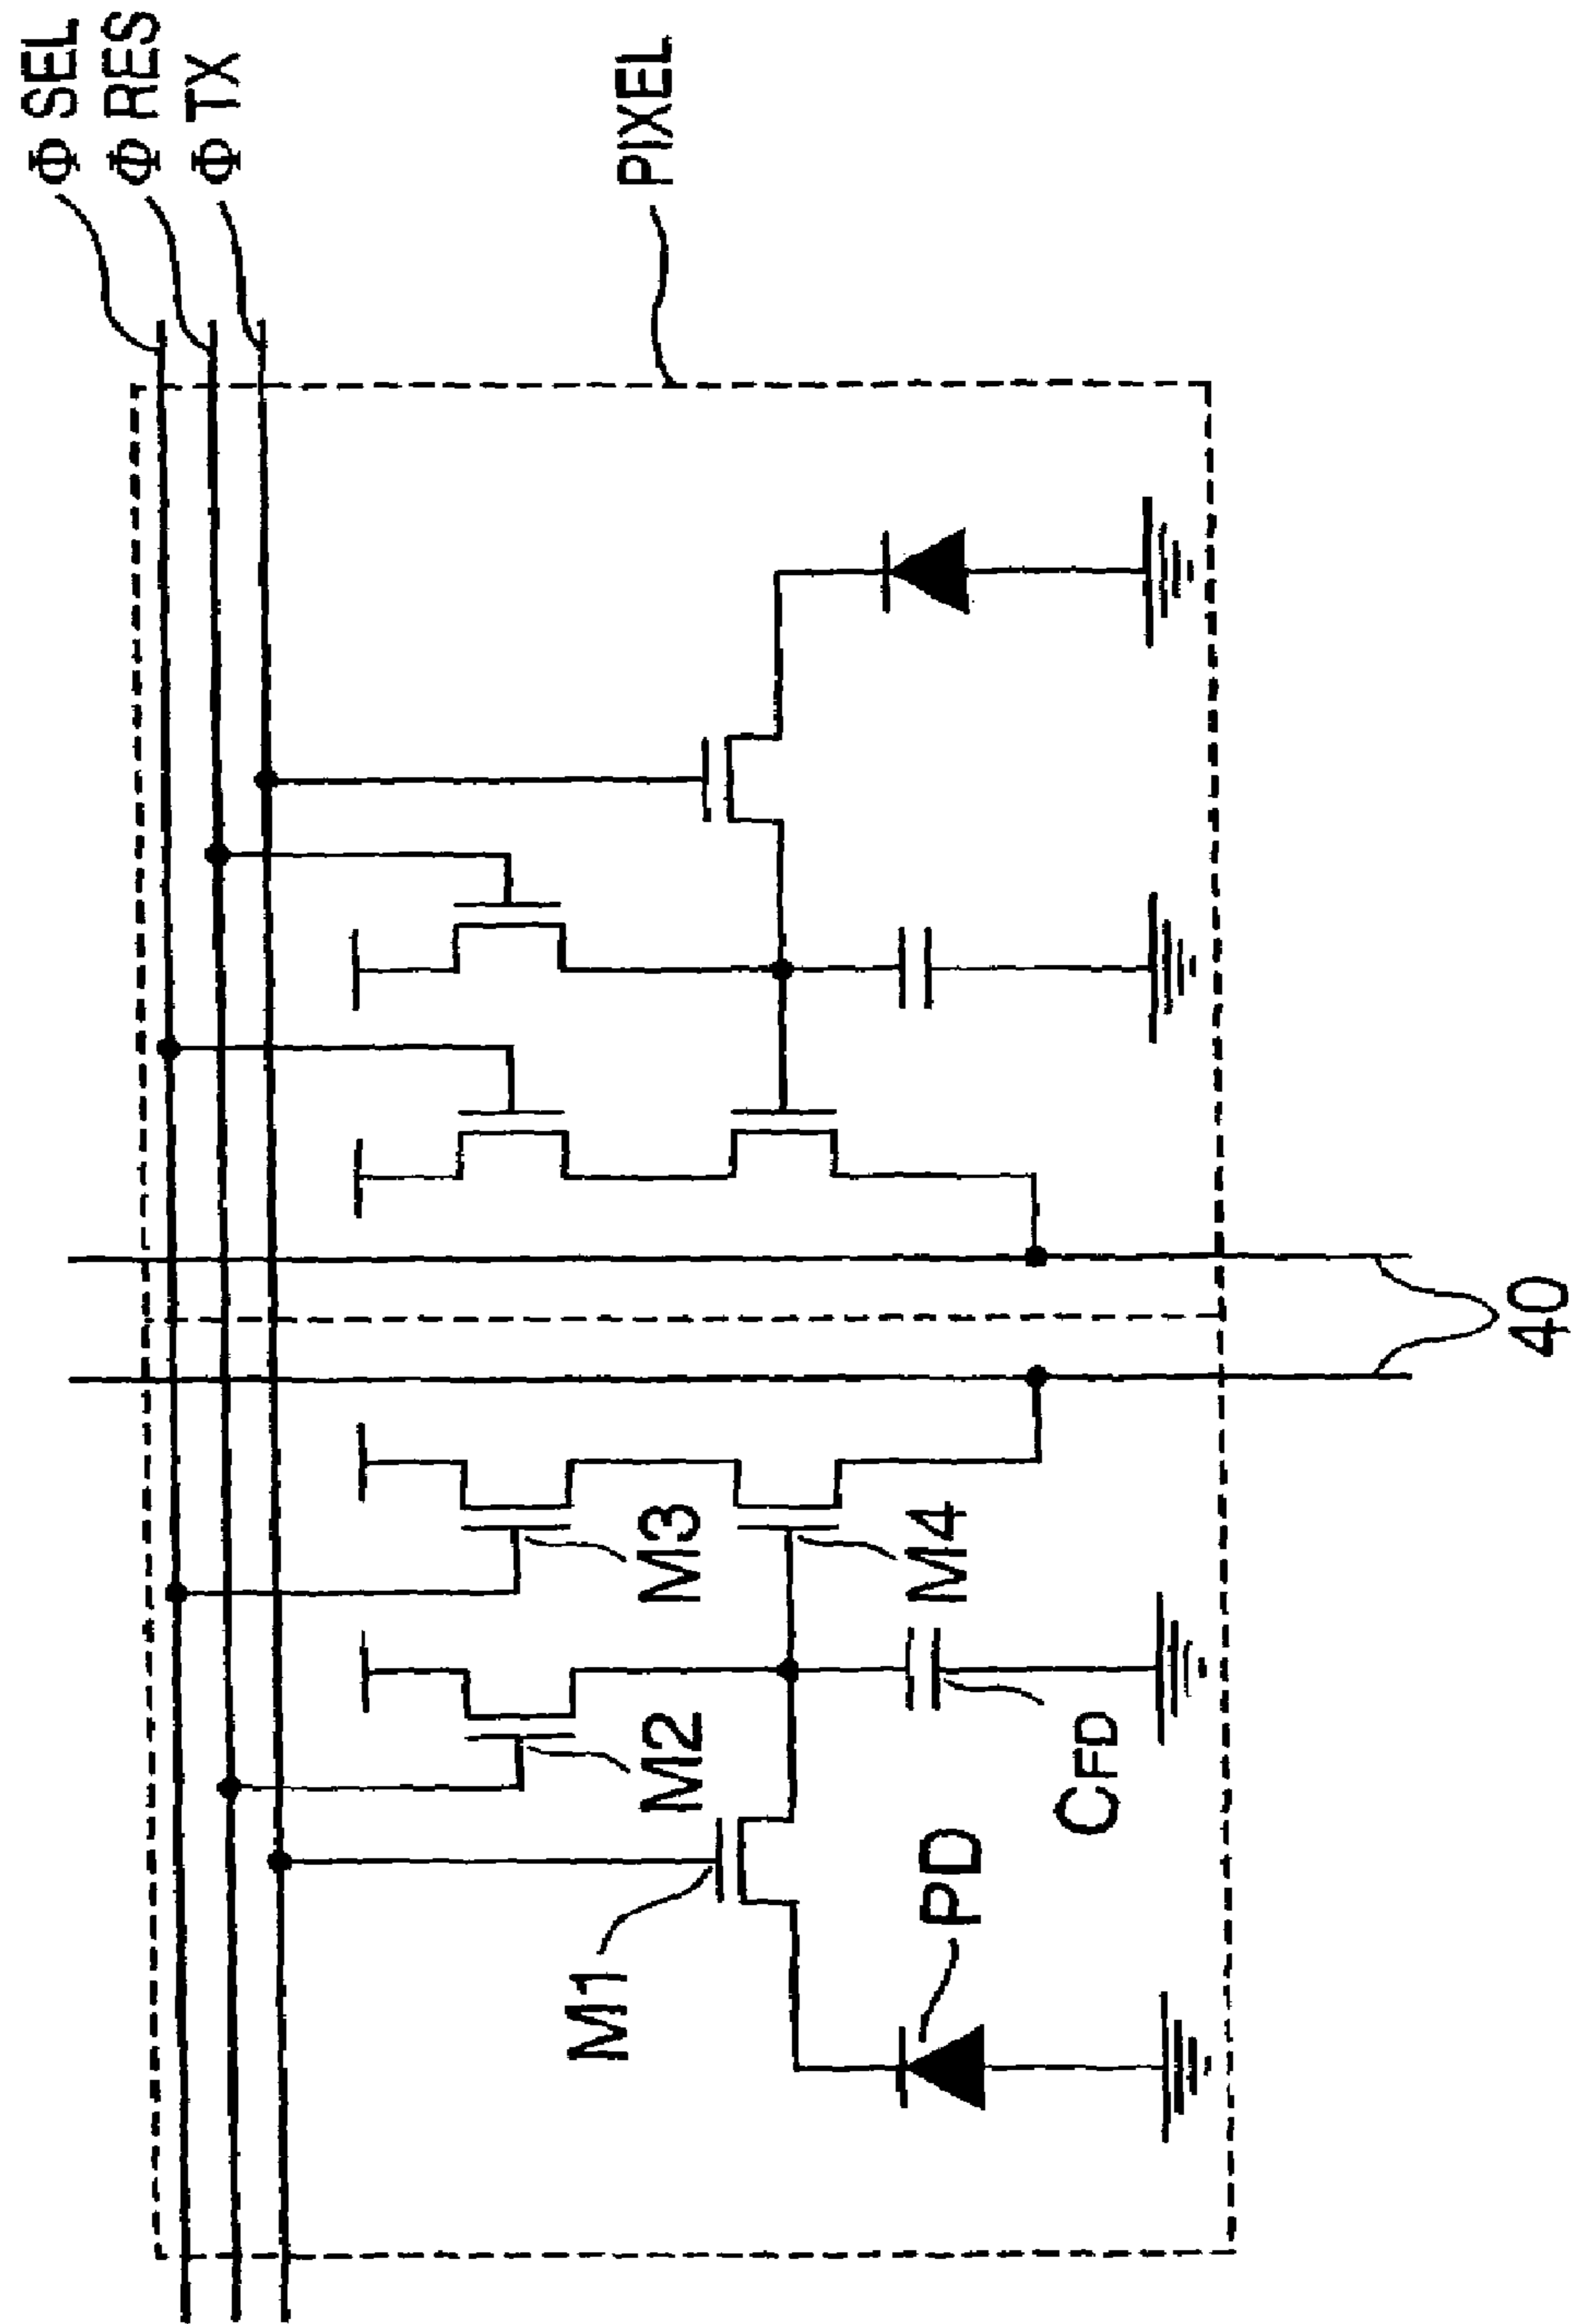 Φ SEL
Φ RES
Φ TX
PIXEL
M1
M2
M3
M4
PD
CFD
40